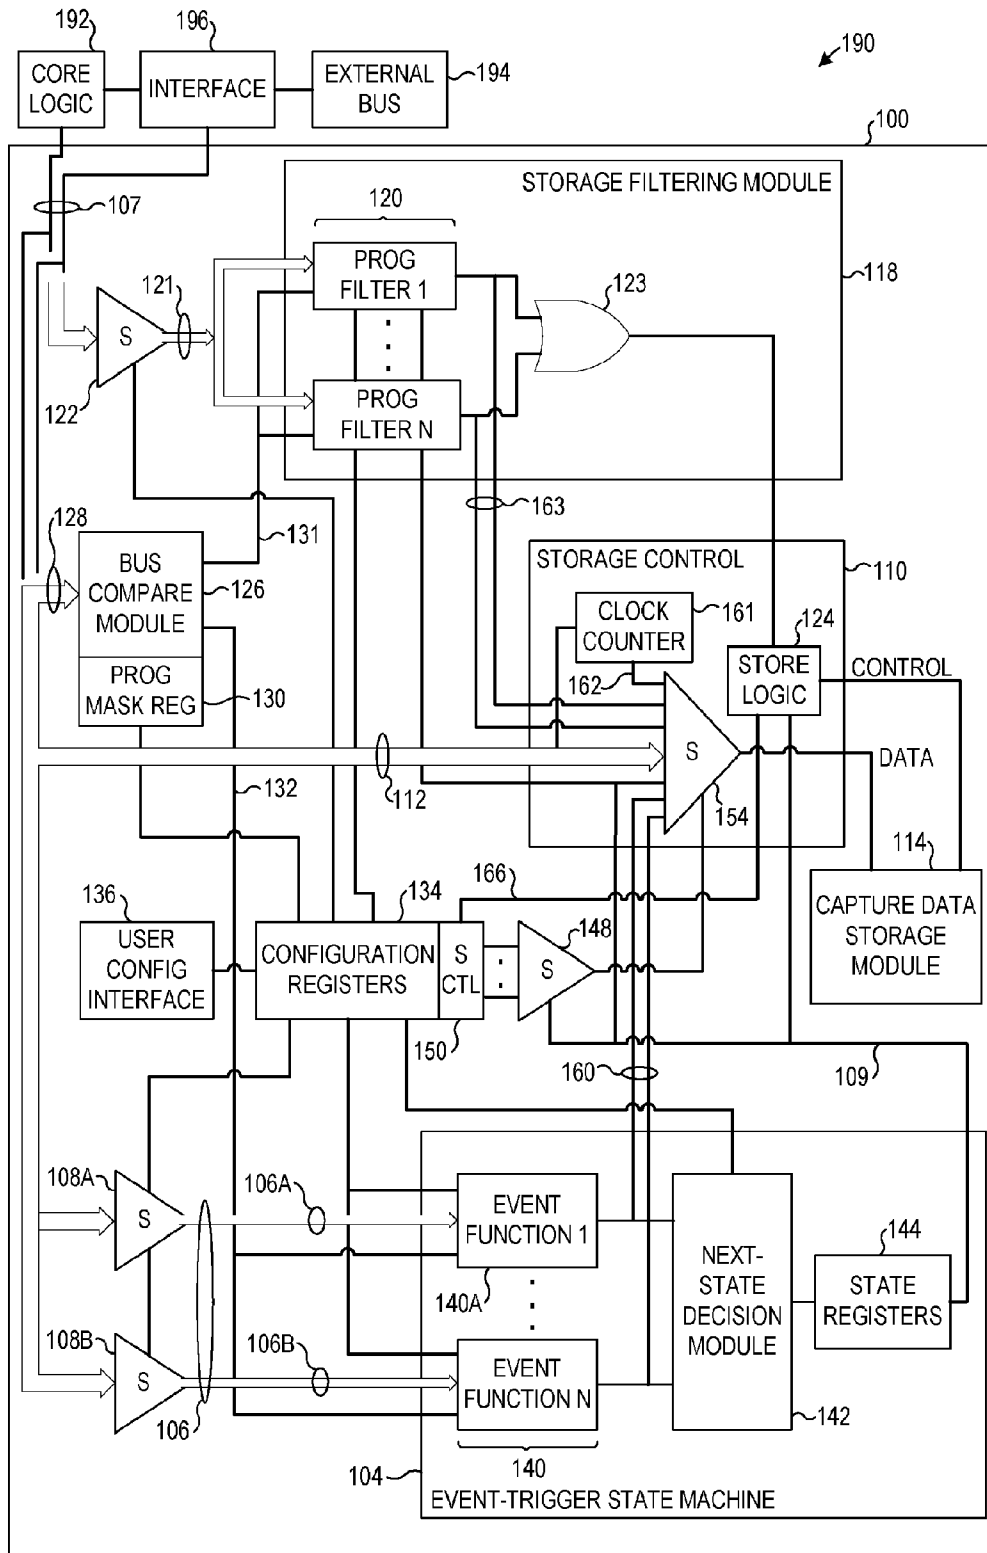 192
196
190
CORE
LOGIC
INTERFACE
EXTERNAL
BUS
194
100
STORAGE FILTERING MODULE
107
120
118
PROG
FILTER 1
123
121
S
122
PROG
FILTER N
163
128
131
STORAGE CONTROL
110
BUS
COMPARE
MODULE
126
CLOCK
COUNTER
161
124
162
STORE
LOGIC
CONTROL
PROG
MASK REG
130
S
DATA
112
132
154
114
166
136
134
148
CAPTURE DATA
STORAGE
MODULE
USER
CONFIG
INTERFACE
CONFIGURATION
REGISTERS
S
CTL
S
150
160
109
108A
106A
S
EVENT
FUNCTION 1
140A
NEXT-
STATE
DECISION
MODULE
144
STATE
REGISTERS
108B
106B
S
EVENT
FUNCTION N
106
142
140
104
EVENT-TRIGGER STATE MACHINE